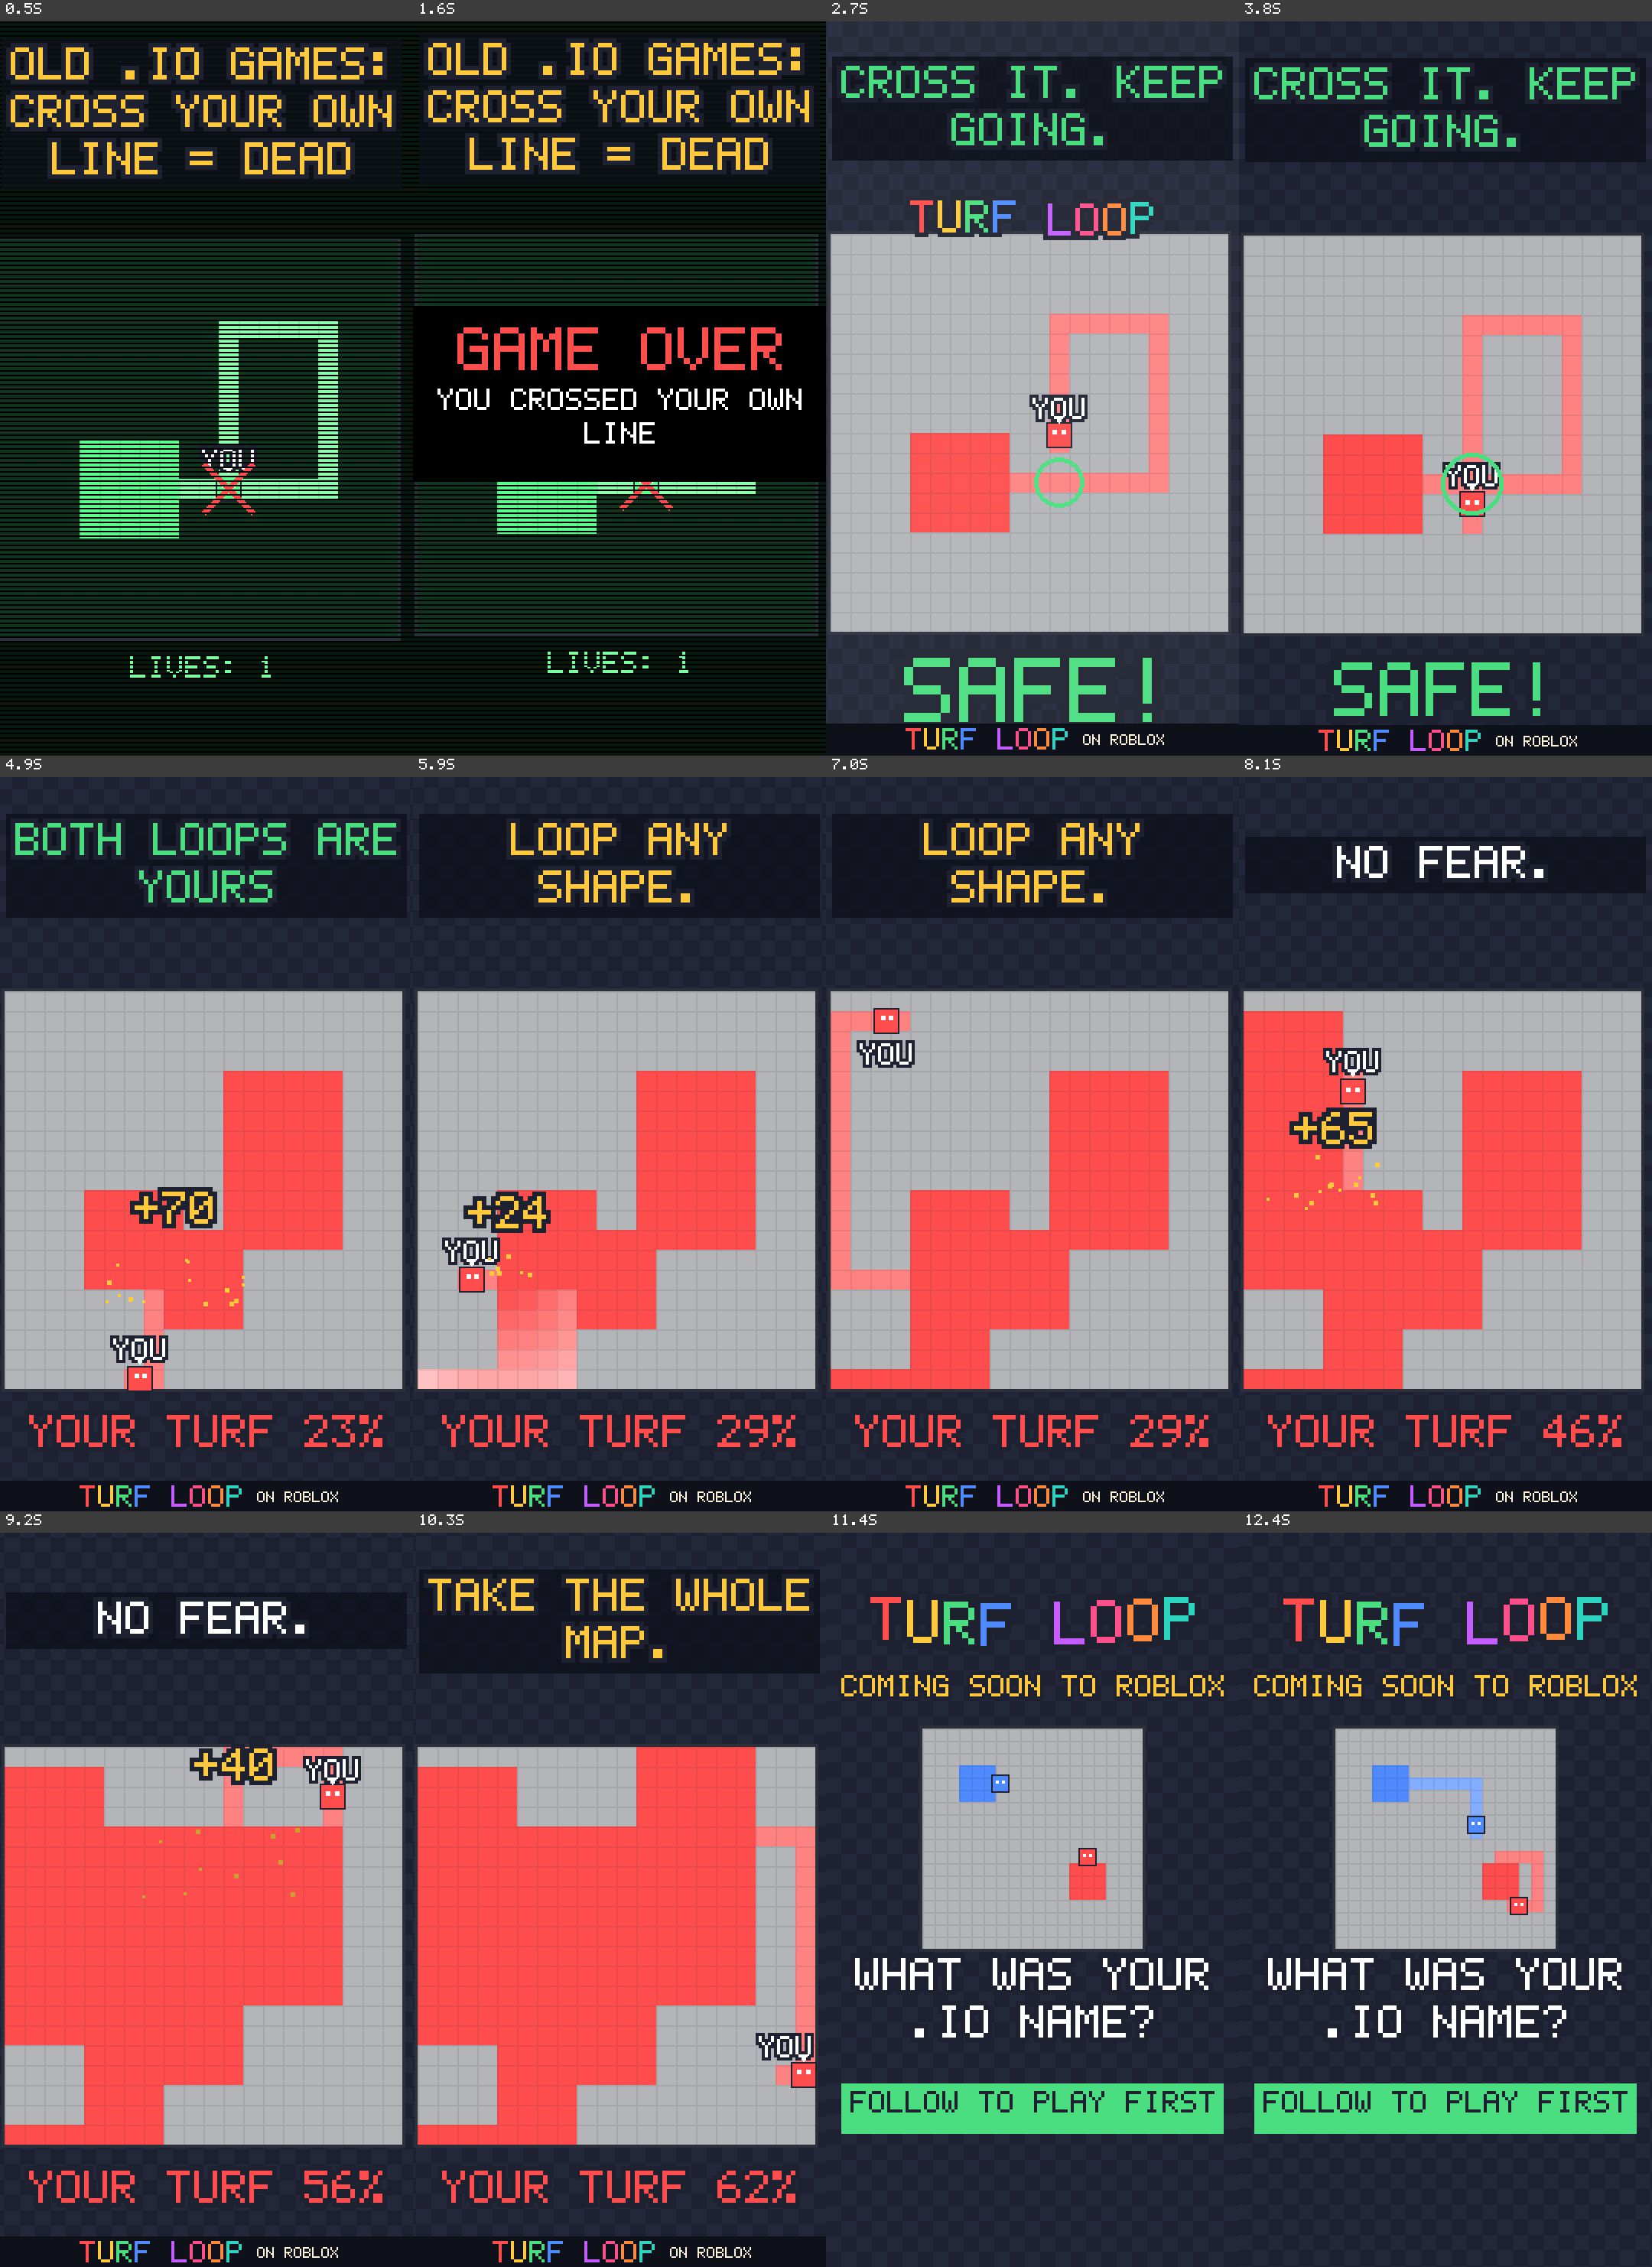 0.5S
OLD .IO GAMES:
CROSS YOUR OWN
LINE = DEAD
YOU
LIVES: 1
1.6S
OLD .IO GAMES:
CROSS YOUR OWN
LINE = DEAD
GAME OVER
YOU CROSSED YOUR OWN
LINE
LIVES: 1
2.7S
CROSS IT. KEEP
GOING.
TURF LOOP
YOU
SAFE!
TURF LOOP ON ROBLOX
3.8S
CROSS IT. KEEP
GOING.
YOU
SAFE!
TURF LOOP ON ROBLOX
4.9S
BOTH LOOPS ARE
YOURS
+70
YOU
YOUR TURF 23%
TURF LOOP ON ROBLOX
5.9S
LOOP ANY
SHAPE.
+24
YOU
YOUR TURF 29%
TURF LOOP ON ROBLOX
7.0S
LOOP ANY
SHAPE.
YOU
YOUR TURF 29%
TURF LOOP ON ROBLOX
8.1S
NO FEAR.
YOU
+65
YOUR TURF 46%
TURF LOOP ON ROBLOX
9.2S
NO FEAR.
+40
YOU
YOUR TURF 56%
TURF LOOP ON ROBLOX
10.3S
TAKE THE WHOLE
MAP.
YOU
YOUR TURF 62%
TURF LOOP ON ROBLOX
11.4S
TURF LOOP
COMING SOON TO ROBLOX
WHAT WAS YOUR
.IO NAME?
FOLLOW TO PLAY FIRST
12.4S
TURF LOOP
COMING SOON TO ROBLOX
WHAT WAS YOUR
.IO NAME?
FOLLOW TO PLAY FIRST